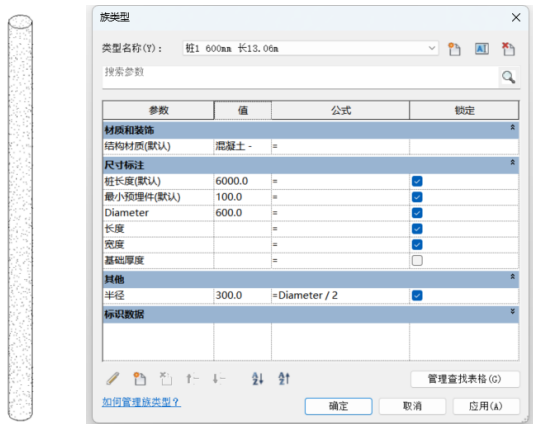 族类型
类型名称(Y): 桩1 600mm 长13.06m
搜索参数
参数 值 公式 锁定
材质和装饰
结构材质(默认) 混凝土 - =
尺寸标注
桩长度(默认) 6000.0 =
最小预埋件(默认) 100.0 =
Diameter 600.0 =
长度 =
宽度 =
基础厚度 =
其他
半径 300.0 =Diameter / 2
标识数据
管理查找表格(G)
如何管理族类型?
确定 取消 应用(A)